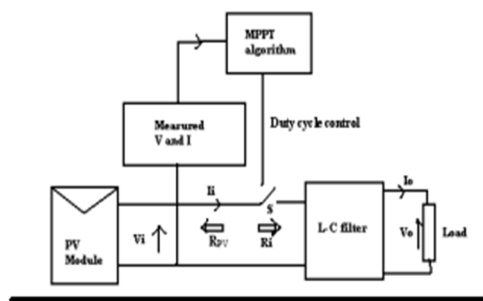 MPPT
algorithm
Measured
V and I
Duty cycle control
Ii
Io
S
PV
Module
Vi
RPV
Ri
L-C filter
Vo
Load